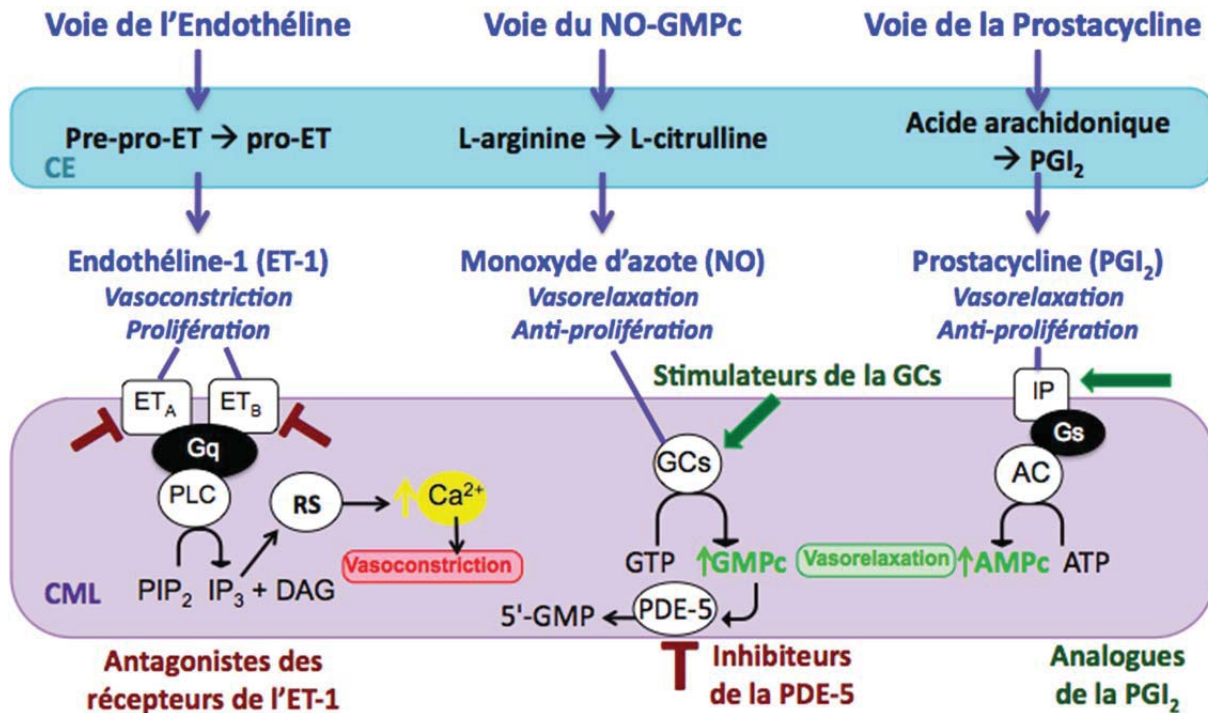 Voie de l'Endothéline
Voie du NO-GMPc
Voie de la Prostacycline
Pre-pro-ET → pro-ET
L-arginine → L-citrulline
Acide arachidonique
→ PGI₂
CE
Endothéline-1 (ET-1)
Vasoconstriction
Prolifération
Monoxyde d'azote (NO)
Vasorelaxation
Anti-prolifération
Prostacycline (PGI₂)
Vasorelaxation
Anti-prolifération
Stimulateurs de la GCs
ET_A
ET_B
Gq
PLC
RS
↑ Ca²⁺
Vasoconstriction
PIP₂ IP₃ + DAG
CML
GCs
GTP
↑GMPc
Vasorelaxation
↑AMPc
ATP
IP
Gs
AC
5'-GMP
PDE-5
Antagonistes des
récepteurs de l'ET-1
Inhibiteurs
de la PDE-5
Analogues
de la PGI₂